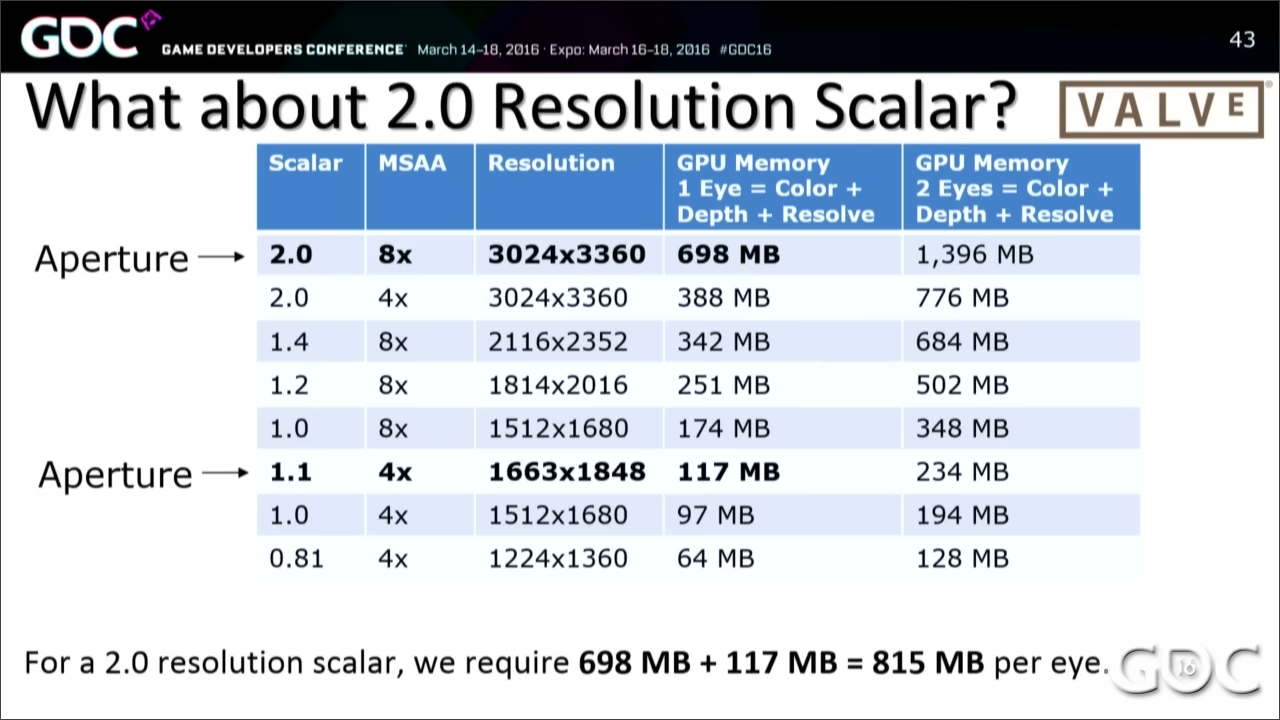 GDC
GAME DEVELOPERS CONFERENCE March 14–18, 2016 · Expo: March 16–18, 2016 #GDC16
43
What about 2.0 Resolution Scalar?
VALVE®
Scalar MSAA Resolution GPU Memory 1 Eye = Color + Depth + Resolve GPU Memory 2 Eyes = Color + Depth + Resolve
Aperture 2.0 8x 3024x3360 698 MB 1,396 MB
2.0 4x 3024x3360 388 MB 776 MB
1.4 8x 2116x2352 342 MB 684 MB
1.2 8x 1814x2016 251 MB 502 MB
1.0 8x 1512x1680 174 MB 348 MB
Aperture 1.1 4x 1663x1848 117 MB 234 MB
1.0 4x 1512x1680 97 MB 194 MB
0.81 4x 1224x1360 64 MB 128 MB
For a 2.0 resolution scalar, we require 698 MB + 117 MB = 815 MB per eye.
GDC 16